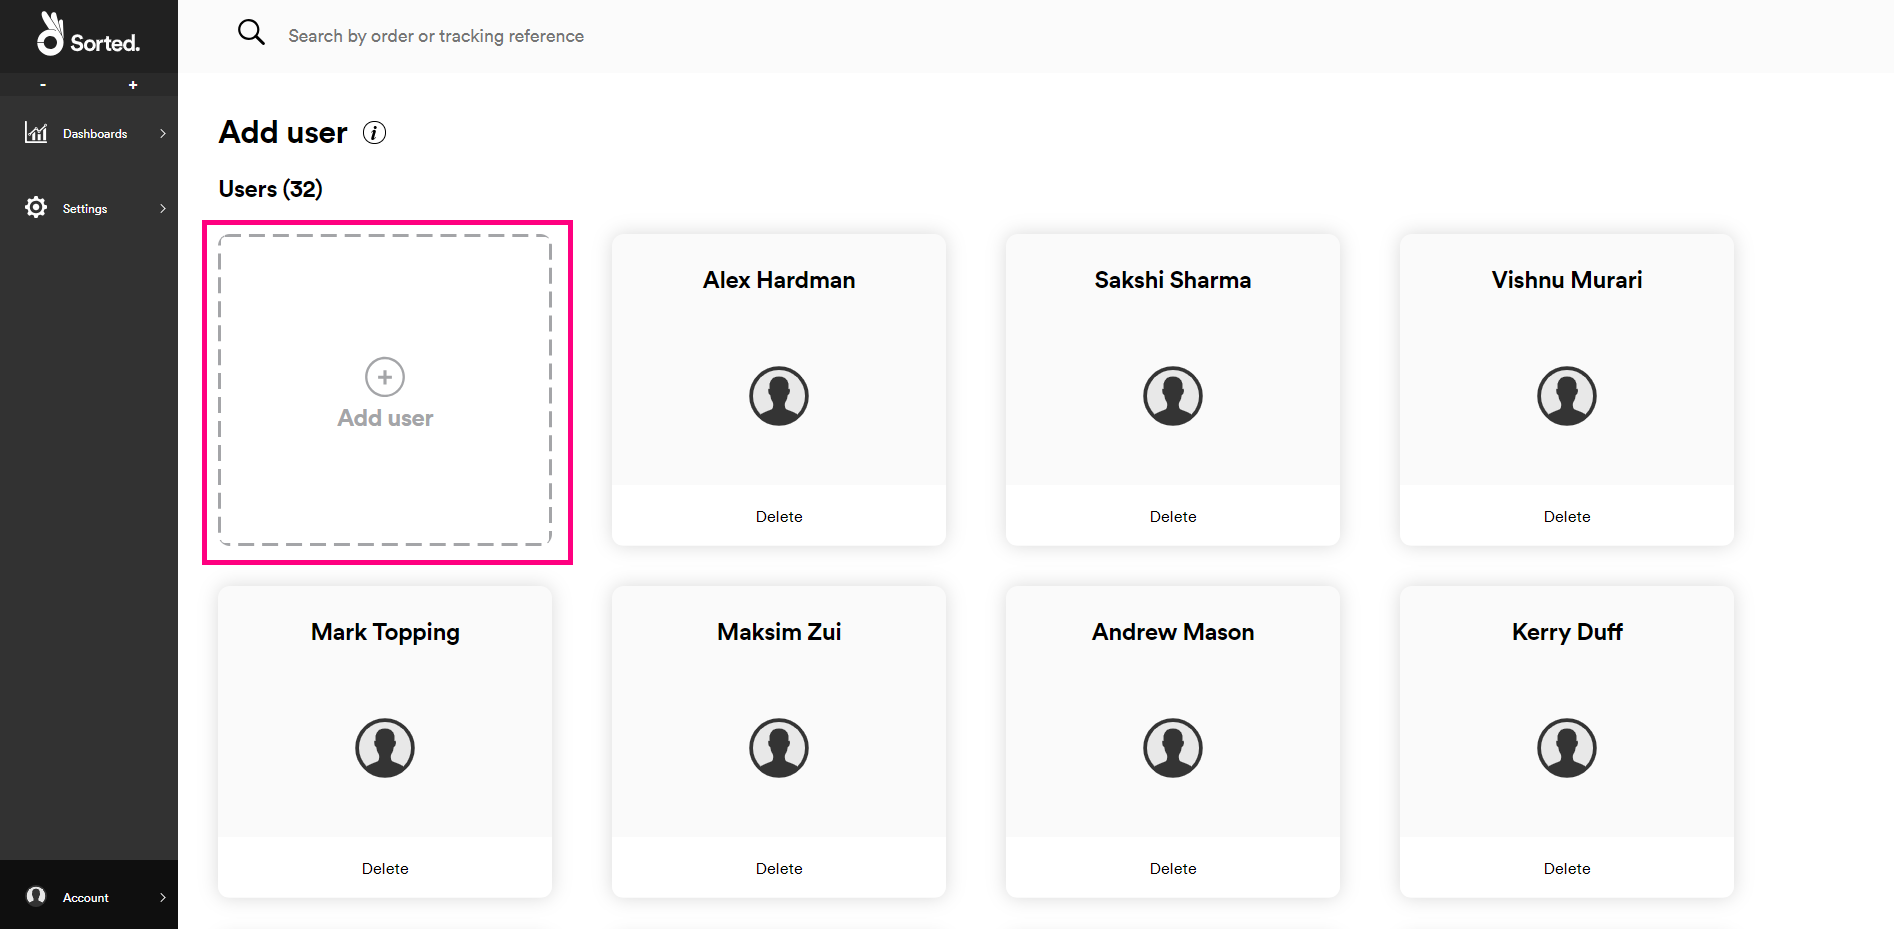 Sorted.
Search by order or tracking reference
- +
Dashboards
Settings
Add user i
Users (32)
Add user
Alex Hardman
Delete
Sakshi Sharma
Delete
Vishnu Murari
Delete
Mark Topping
Delete
Maksim Zui
Delete
Andrew Mason
Delete
Kerry Duff
Delete
Account